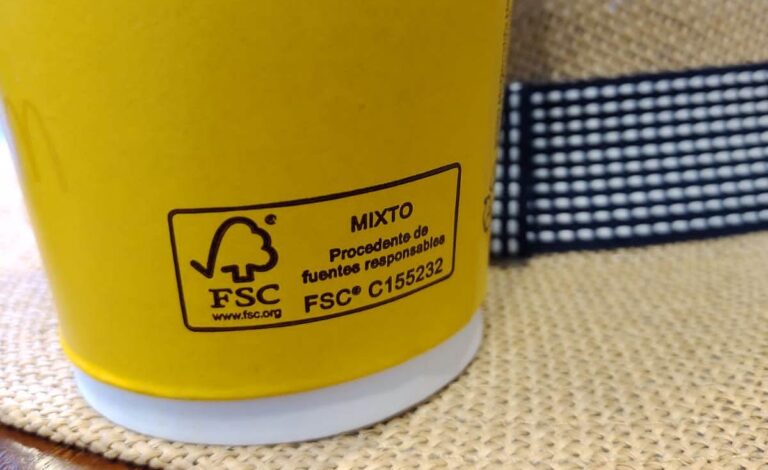 FSC
www.fsc.org
MIXTO
Procedente de
fuentes responsables
FSC® C155232